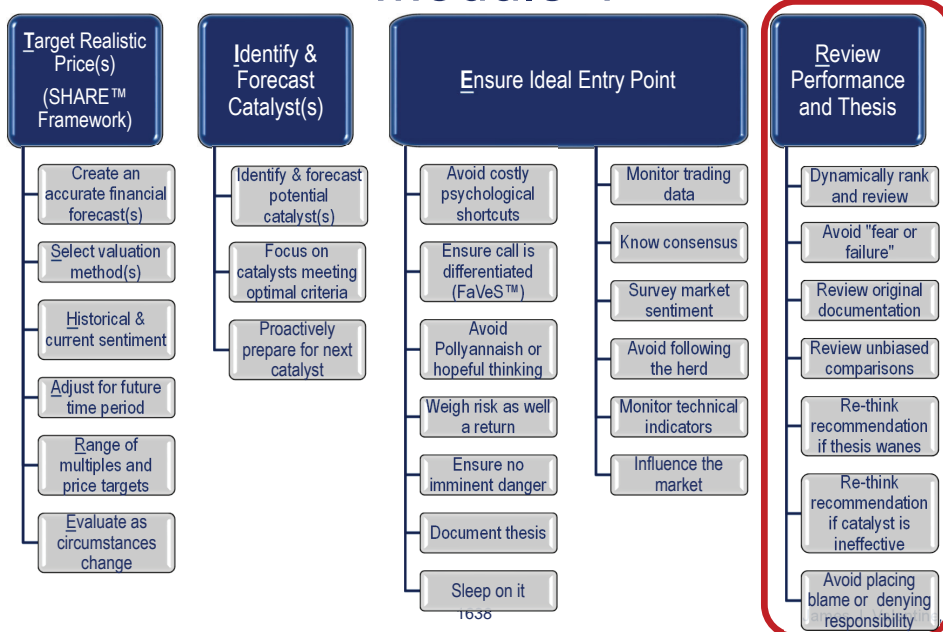 Target Realistic
Price(s)
(SHARE™
Framework)
Create an
accurate financial
forecast(s)
Select valuation
method(s)
Historical &
current sentiment
Adjust for future
time period
Range of
multiples and
price targets
Evaluate as
circumstances
change
Identify &
Forecast
Catalyst(s)
Identify & forecast
potential
catalyst(s)
Focus on
catalysts meeting
optimal criteria
Proactively
prepare for next
catalyst
Ensure Ideal Entry Point
Avoid costly
psychological
shortcuts
Ensure call is
differentiated
(FaVeS™)
Avoid
Pollyannaish or
hopeful thinking
Weigh risk as well
a return
Ensure no
imminent danger
Document thesis
Sleep on it
Monitor trading
data
Know consensus
Survey market
sentiment
Avoid following
the herd
Monitor technical
indicators
Influence the
market
Review
Performance
and Thesis
Dynamically rank
and review
Avoid "fear or
failure"
Review original
documentation
Review unbiased
comparisons
Re-think
recommendation
if thesis wanes
Re-think
recommendation
if catalyst is
ineffective
Avoid placing
blame or denying
responsibility
1638